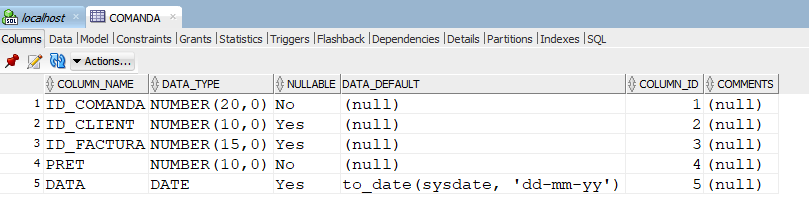 SQL localhost COMANDA
Columns Data Model Constraints Grants Statistics Triggers Flashback Dependencies Details Partitions Indexes SQL
Actions...
COLUMN_NAME DATA_TYPE NULLABLE DATA_DEFAULT COLUMN_ID COMMENTS
1 ID_COMANDA NUMBER(20,0) No (null) 1 (null)
2 ID_CLIENT NUMBER(10,0) Yes (null) 2 (null)
3 ID_FACTURA NUMBER(15,0) Yes (null) 3 (null)
4 PRET NUMBER(10,0) No (null) 4 (null)
5 DATA DATE Yes to_date(sysdate, 'dd-mm-yy') 5 (null)